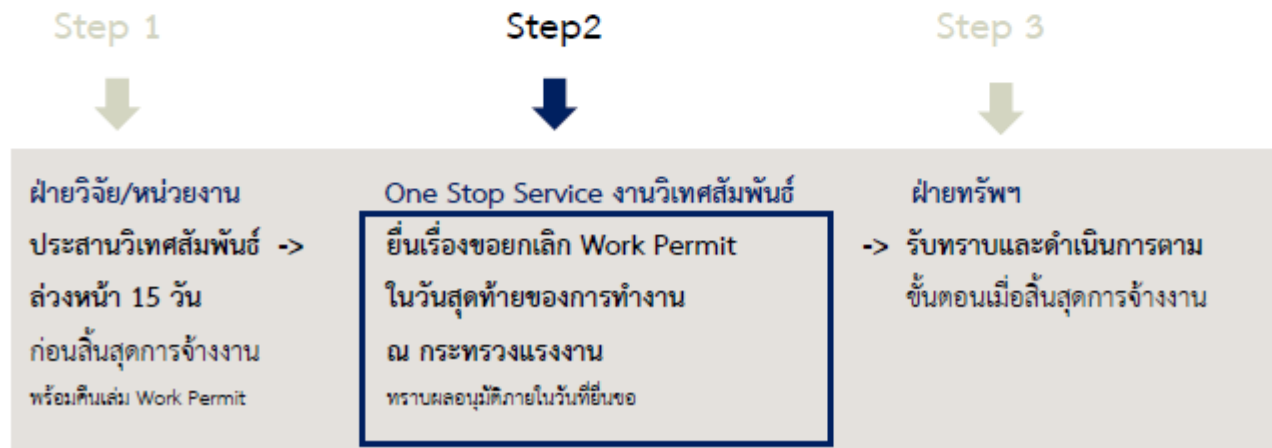 Step 1
Step2
Step 3
ฝ่ายวิจัย/หน่วยงาน
ประสานวิเทศสัมพันธ์ ->
ล่วงหน้า 15 วัน
ก่อนสิ้นสุดการจ้างงาน
พร้อมคืนเล่ม Work Permit
One Stop Service งานวิเทศสัมพันธ์
ยื่นเรื่องขอยกเลิก Work Permit
ในวันสุดท้ายของการทำงาน
ณ กระทรวงแรงงาน
ทราบผลอนุมัติภายในวันที่ยื่นขอ
ฝ่ายทรัพฯ
-> รับทราบและดำเนินการตาม
ขั้นตอนเมื่อสิ้นสุดการจ้างงาน